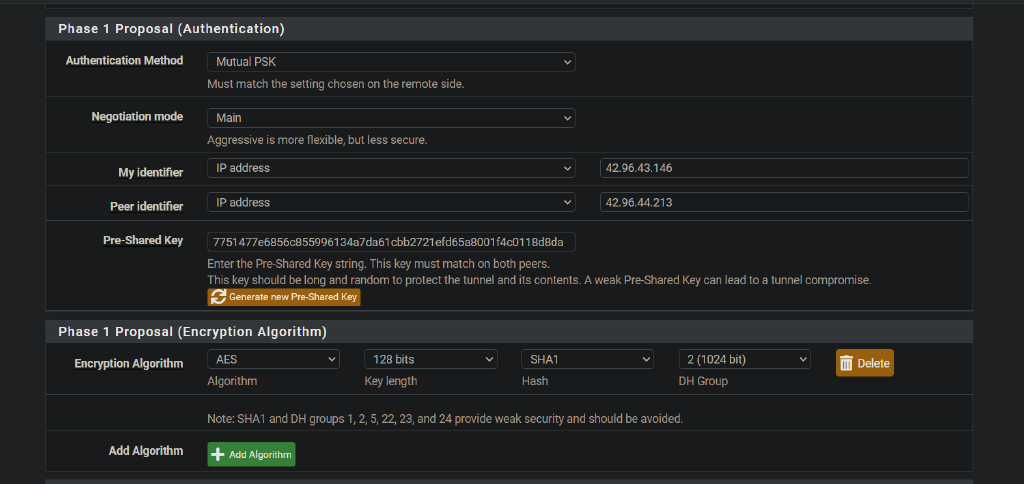 Phase 1 Proposal (Authentication)
Authentication Method Mutual PSK
Must match the setting chosen on the remote side.
Negotiation mode Main
Aggressive is more flexible, but less secure.
My identifier IP address 42.96.43.146
Peer identifier IP address 42.96.44.213
Pre-Shared Key 7751477e6856c855996134a7da61cbb2721efd65a8001f4c0118d8da
Enter the Pre-Shared Key string. This key must match on both peers.
This key should be long and random to protect the tunnel and its contents. A weak Pre-Shared Key can lead to a tunnel compromise.
Generate new Pre-Shared Key
Phase 1 Proposal (Encryption Algorithm)
Encryption Algorithm AES 128 bits SHA1 2 (1024 bit) Delete
Algorithm Key length Hash DH Group
Note: SHA1 and DH groups 1, 2, 5, 22, 23, and 24 provide weak security and should be avoided.
Add Algorithm Add Algorithm